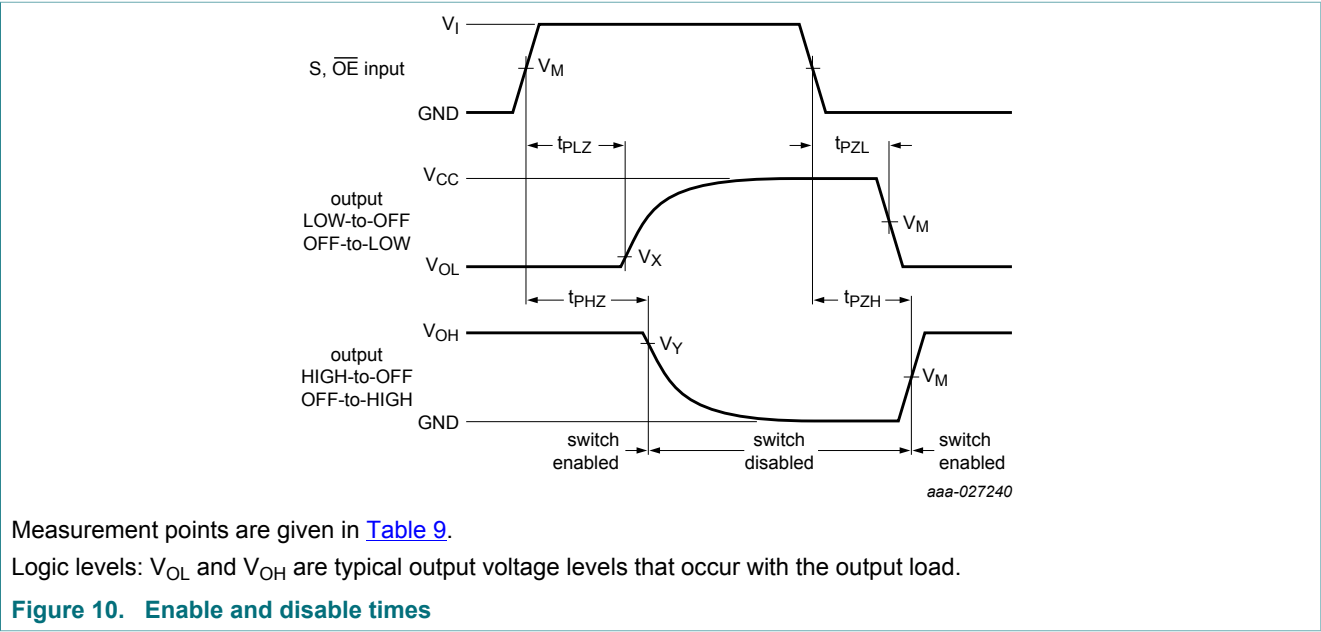 V_I
S, O̅E̅ input
V_M
GND
t_PLZ
t_PZL
V_CC
output
LOW-to-OFF
OFF-to-LOW
V_M
V_X
V_OL
t_PHZ
t_PZH
V_OH
output
HIGH-to-OFF
OFF-to-HIGH
V_Y
V_M
GND
switch
enabled
switch
disabled
switch
enabled
aaa-027240
Measurement points are given in Table 9.
Logic levels: V_OL and V_OH are typical output voltage levels that occur with the output load.
Figure 10. Enable and disable times